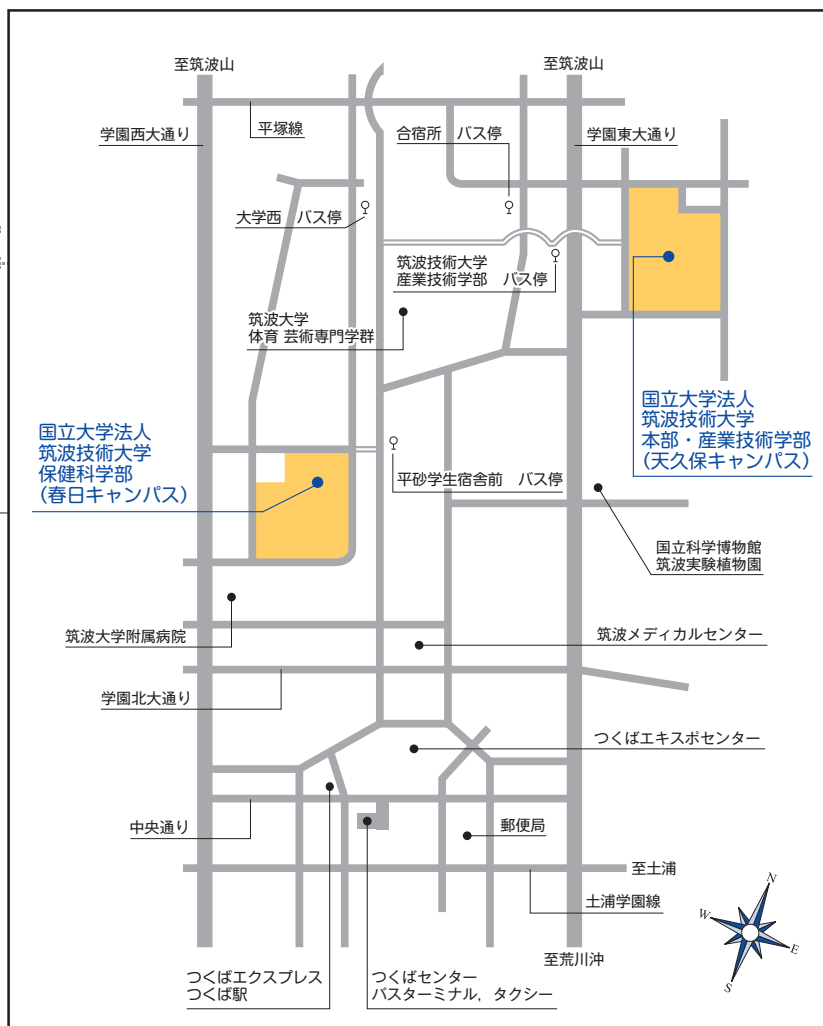 至筑波山
至筑波山
平塚線
合宿所　バス停
学園西大通り
学園東大通り
大学西　バス停
筑波技術大学
産業技術学部　バス停
筑波大学
体育 芸術専門学群
国立大学法人
筑波技術大学
本部・産業技術学部
(天久保キャンパス)
国立大学法人
筑波技術大学
保健科学部
(春日キャンパス)
平砂学生宿舎前　バス停
国立科学博物館
筑波実験植物園
筑波大学附属病院
筑波メディカルセンター
学園北大通り
つくばエキスポセンター
中央通り
郵便局
至土浦
土浦学園線
N
W
E
S
至荒川沖
つくばエクスプレス
つくば駅
つくばセンター
バスターミナル，タクシー